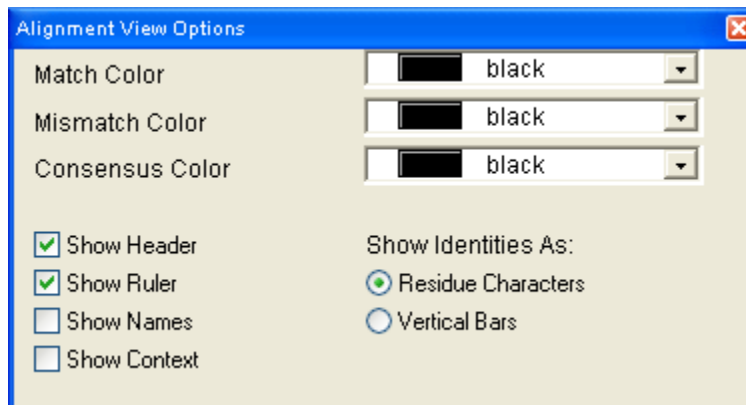 Alignment View Options
Match Color black
Mismatch Color black
Consensus Color black
Show Header
Show Ruler
Show Names
Show Context
Show Identities As:
Residue Characters
Vertical Bars